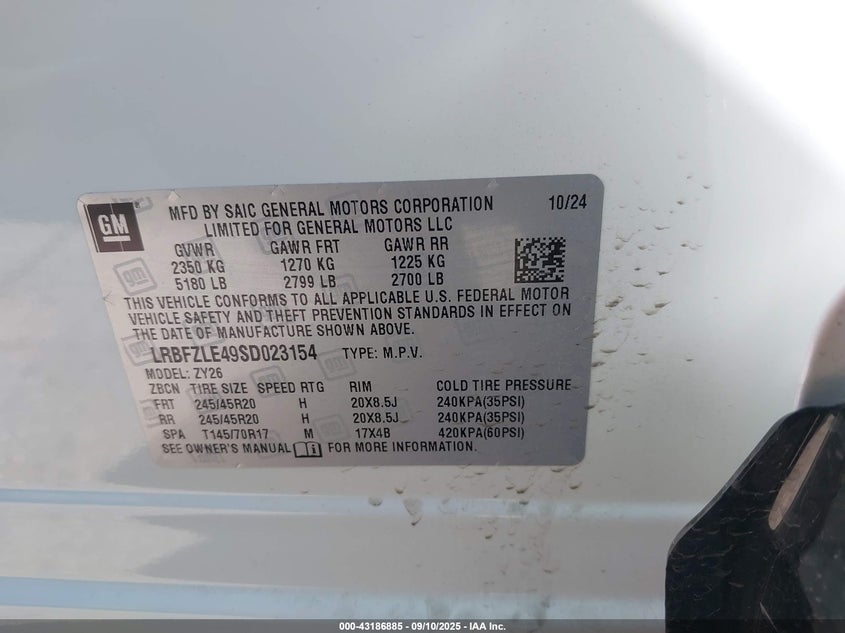 GM
MFD BY SAIC GENERAL MOTORS CORPORATION 10/24
LIMITED FOR GENERAL MOTORS LLC
GVWR GAWR FRT GAWR RR
2350 KG 1270 KG 1225 KG
5180 LB 2799 LB 2700 LB
THIS VEHICLE CONFORMS TO ALL APPLICABLE U.S. FEDERAL MOTOR
VEHICLE SAFETY AND THEFT PREVENTION STANDARDS IN EFFECT ON
THE DATE OF MANUFACTURE SHOWN ABOVE.
LRBFZLE49SD023154 TYPE: M.P.V.
MODEL: ZY26
ZBCN TIRE SIZE SPEED RTG RIM COLD TIRE PRESSURE
FRT 245/45R20 H 20X8.5J 240KPA(35PSI)
RR 245/45R20 H 20X8.5J 240KPA(35PSI)
SPA T145/70R17 M 17X4B 420KPA(60PSI)
SEE OWNER'S MANUAL i FOR MORE INFORMATION.
000-43186885 - 09/10/2025 - IAA Inc.